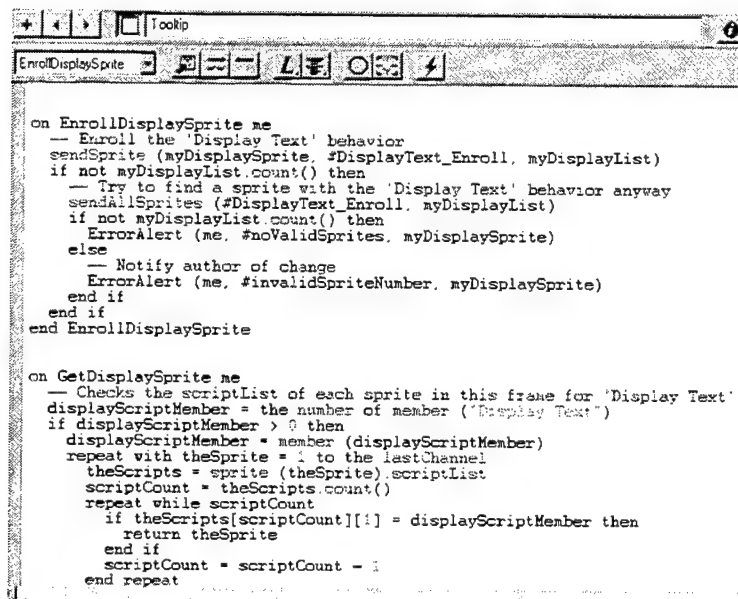 Tooltip
EnrollDisplaySprite
on EnrollDisplaySprite me
-- Enroll the 'Display Text' behavior
sendSprite (myDisplaySprite, #DisplayText_Enroll, myDisplayList)
if not myDisplayList.count() then
-- Try to find a sprite with the 'Display Text' behavior anyway
sendAllSprites (#DisplayText_Enroll, myDisplayList)
if not myDisplayList.count() then
ErrorAlert (me, #noValidSprites, myDisplaySprite)
else
-- Notify author of change
ErrorAlert (me, #invalidSpriteNumber, myDisplaySprite)
end if
end if
end EnrollDisplaySprite
on GetDisplaySprite me
-- Checks the scriptList of each sprite in this frame for 'Display Text'
displayScriptMember = the number of member ("Display Text")
if displayScriptMember > 0 then
displayScriptMember = member (displayScriptMember)
repeat with theSprite = 1 to the lastChannel
theScripts = sprite (theSprite).scriptList
scriptCount = theScripts.count()
repeat while scriptCount
if theScripts[scriptCount][1] = displayScriptMember then
return theSprite
end if
scriptCount = scriptCount - 1
end repeat